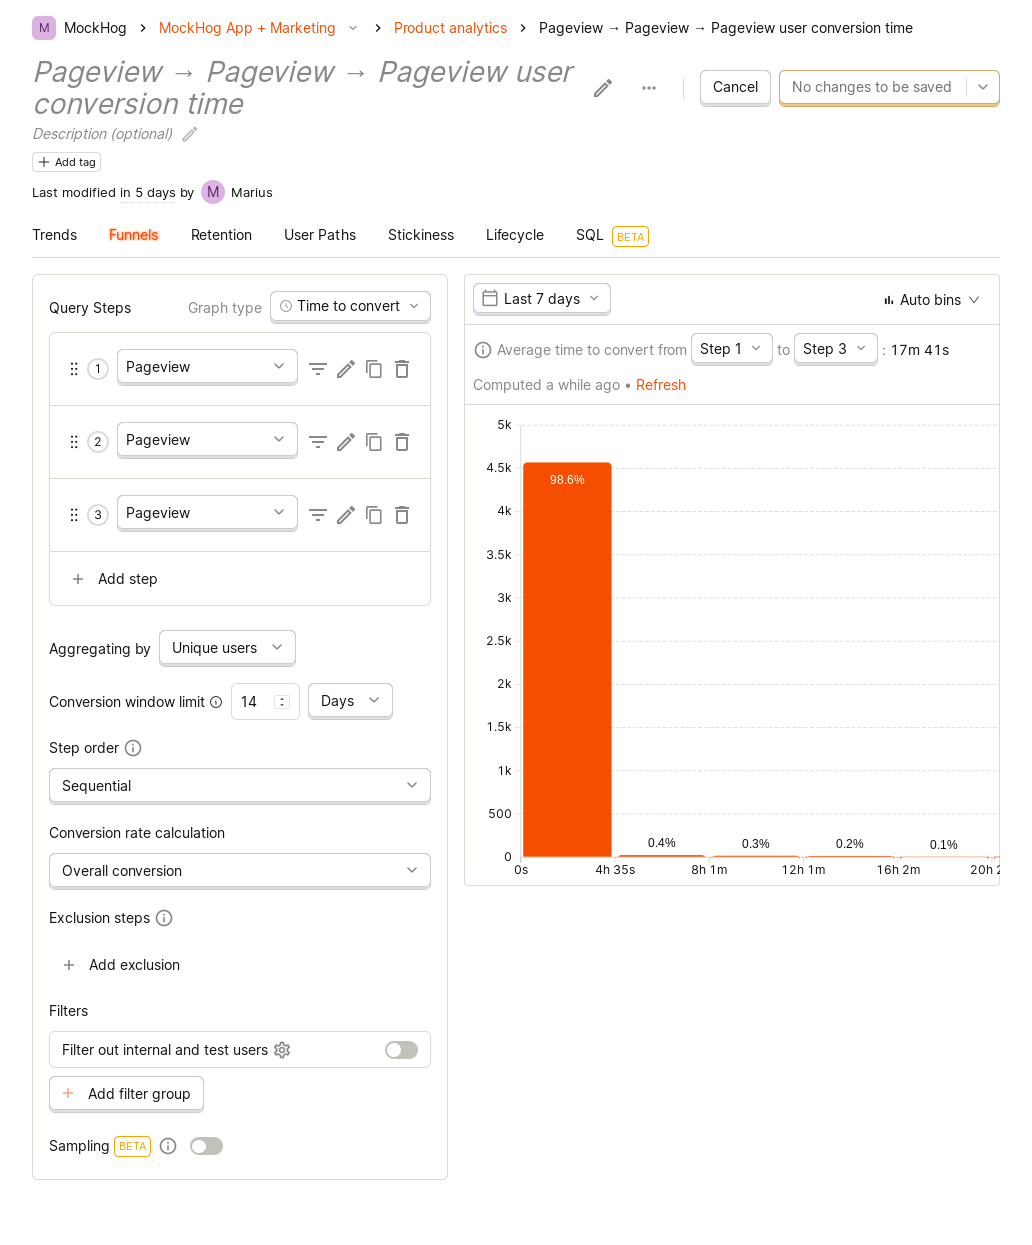 M MockHog > MockHog App + Marketing > Product analytics > Pageview → Pageview → Pageview user conversion time
Pageview → Pageview → Pageview user
conversion time
Cancel
No changes to be saved
Description (optional)
+ Add tag
Last modified in 5 days by M Marius
Trends Funnels Retention User Paths Stickiness Lifecycle SQL BETA
Query Steps Graph type Time to convert
1 Pageview
2 Pageview
3 Pageview
+ Add step
Aggregating by Unique users
Conversion window limit 14 Days
Step order
Sequential
Conversion rate calculation
Overall conversion
Exclusion steps
+ Add exclusion
Filters
Filter out internal and test users
+ Add filter group
Sampling BETA
Last 7 days Auto bins
Average time to convert from Step 1 to Step 3 : 17m 41s
Computed a while ago • Refresh
5k
4.5k
4k
3.5k
3k
2.5k
2k
1.5k
1k
500
0
98.6% 0.4% 0.3% 0.2% 0.1%
0s 4h 35s 8h 1m 12h 1m 16h 2m 20h